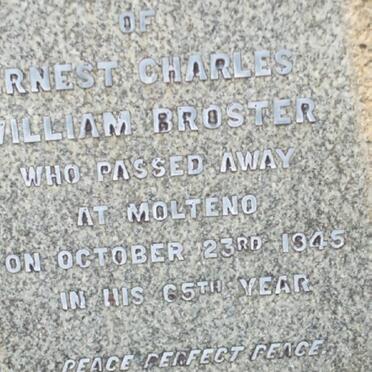 OF
ERNEST CHARLES
WILLIAM BROSTER
WHO PASSED AWAY
AT MOLTENO
ON OCTOBER 23RD 1945
IN HIS 65TH YEAR
PEACE PERFECT PEACE.